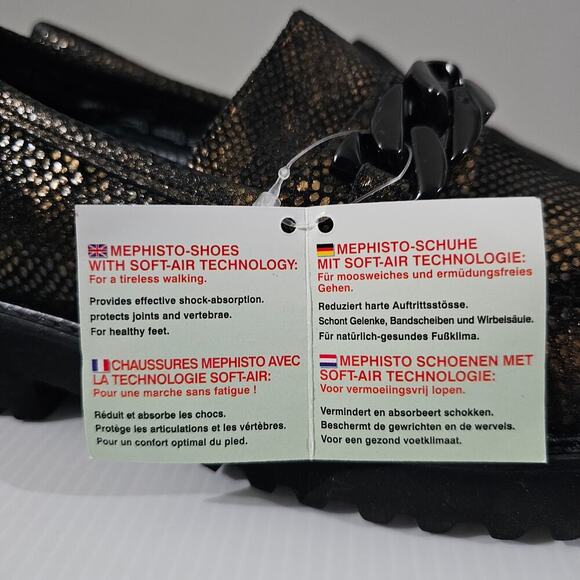 MEPHISTO-SHOES
WITH SOFT-AIR TECHNOLOGY:
For a tireless walking.
Provides effective shock-absorption.
protects joints and vertebrae.
For healthy feet.
CHAUSSURES MEPHISTO AVEC
LA TECHNOLOGIE SOFT-AIR:
Pour une marche sans fatigue !
Réduit et absorbe les chocs.
Protège les articulations et les vértèbres.
Pour un confort optimal du pied.
MEPHISTO-SCHUHE
MIT SOFT-AIR TECHNOLOGIE:
Für moosweiches und ermüdungsfreies
Gehen.
Reduziert harte Auftrittsstösse.
Schont Gelenke, Bandscheiben und Wirbelsäule.
Für natürlich-gesundes Fußklima.
MEPHISTO SCHOENEN MET
SOFT-AIR TECHNOLOGIE:
Voor vermoeiingsvrij lopen.
Vermindert en absorbeert schokken.
Beschermt de gewrichten en de wervels.
Voor een gezond voetklimaat.